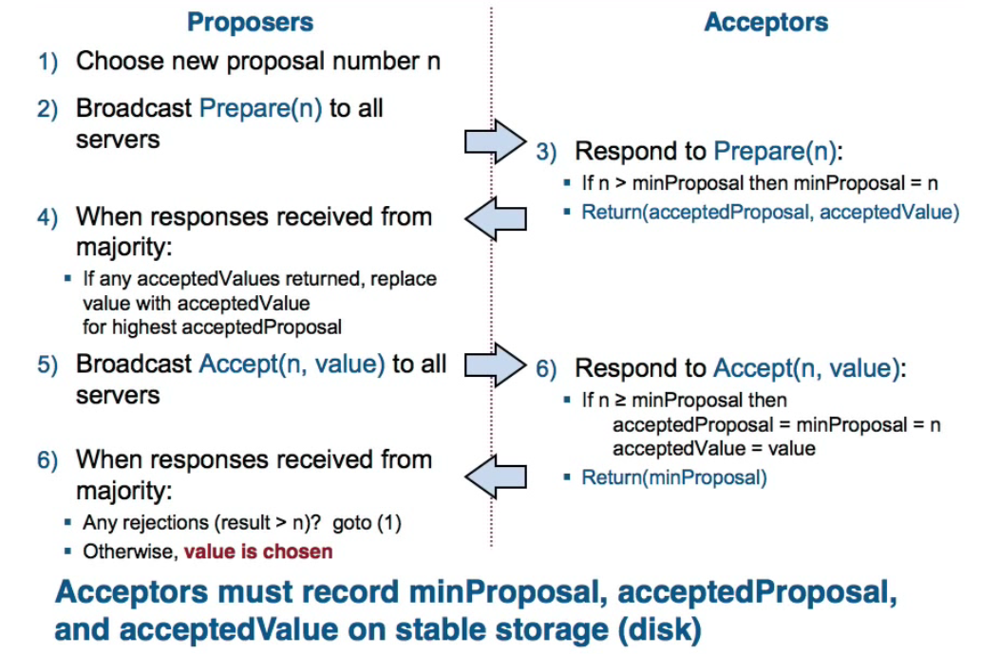 Proposers
1) Choose new proposal number n
2) Broadcast Prepare(n) to all
servers
4) When responses received from
majority:
▪ If any acceptedValues returned, replace
value with acceptedValue
for highest acceptedProposal
5) Broadcast Accept(n, value) to all
servers
6) When responses received from
majority:
▪ Any rejections (result > n)? goto (1)
▪ Otherwise, value is chosen
Acceptors
3) Respond to Prepare(n):
▪ If n > minProposal then minProposal = n
▪ Return(acceptedProposal, acceptedValue)
6) Respond to Accept(n, value):
▪ If n ≥ minProposal then
acceptedProposal = minProposal = n
acceptedValue = value
▪ Return(minProposal)
Acceptors must record minProposal, acceptedProposal,
and acceptedValue on stable storage (disk)